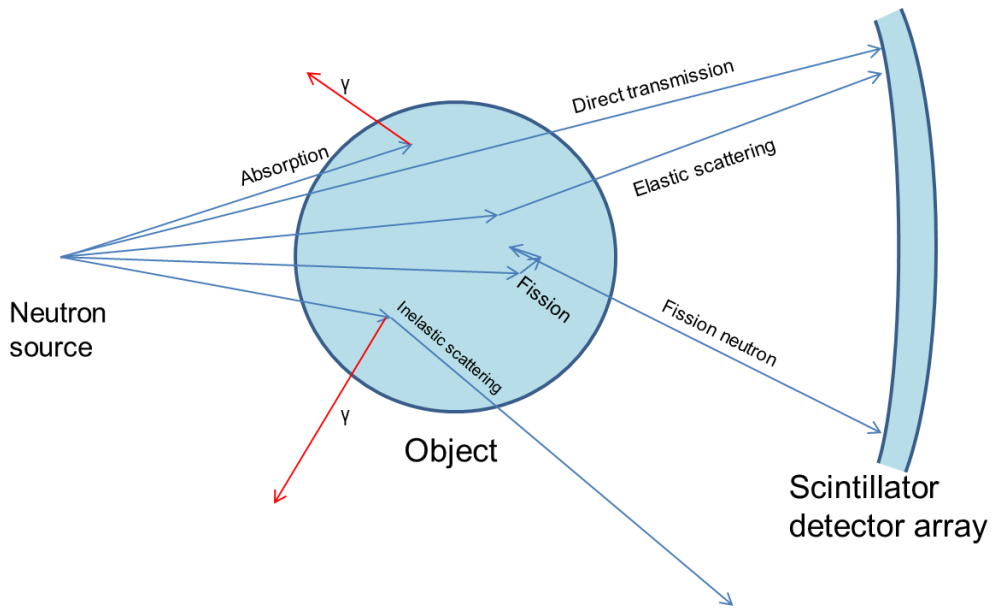 γ
Direct transmission
Absorption
Elastic scattering
Neutron
source
Fission
Fission neutron
Inelastic scattering
γ
Object
Scintillator
detector array